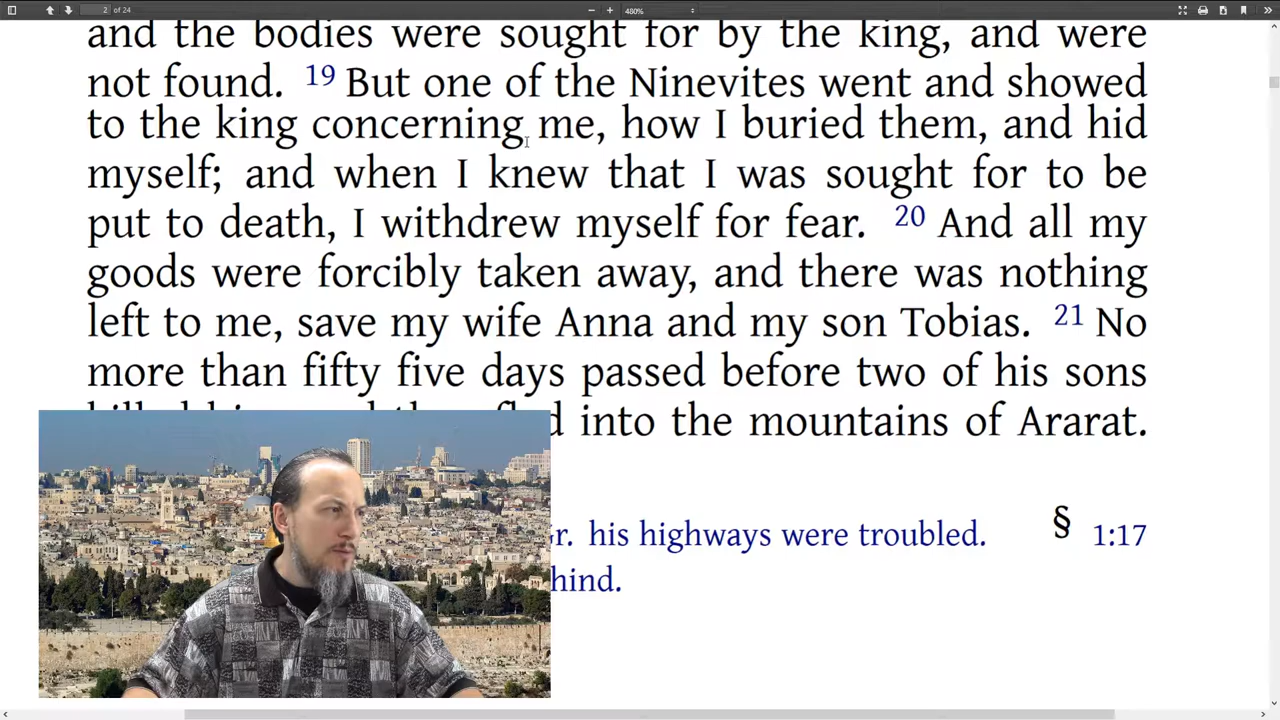 2 of 24
480%
and the bodies were sought for by the king, and were
not found. 19 But one of the Ninevites went and showed
to the king concerning me, how I buried them, and hid
myself; and when I knew that I was sought for to be
put to death, I withdrew myself for fear. 20 And all my
goods were forcibly taken away, and there was nothing
left to me, save my wife Anna and my son Tobias. 21 No
more than fifty five days passed before two of his sons
into the mountains of Ararat.
his highways were troubled. § 1:17